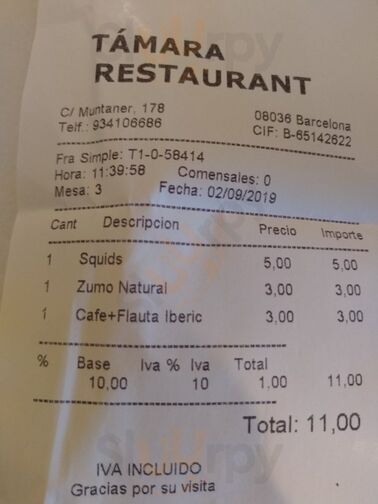 TÁMARA
RESTAURANT
C/ Muntaner, 178 08036 Barcelona
Telf.: 934106686 CIF: B-65142622
Fra Simple: T1-0-58414
Hora: 11:39:58 Comensales: 0
Mesa: 3 Fecha: 02/09/2019
Cant Descripcion Precio Importe
1 Squids 5,00 5,00
1 Zumo Natural 3,00 3,00
1 Cafe+Flauta Iberic 3,00 3,00
% Base Iva % Iva Total
10,00 10 1,00 11,00
Total: 11,00
IVA INCLUIDO
Gracias por su visita